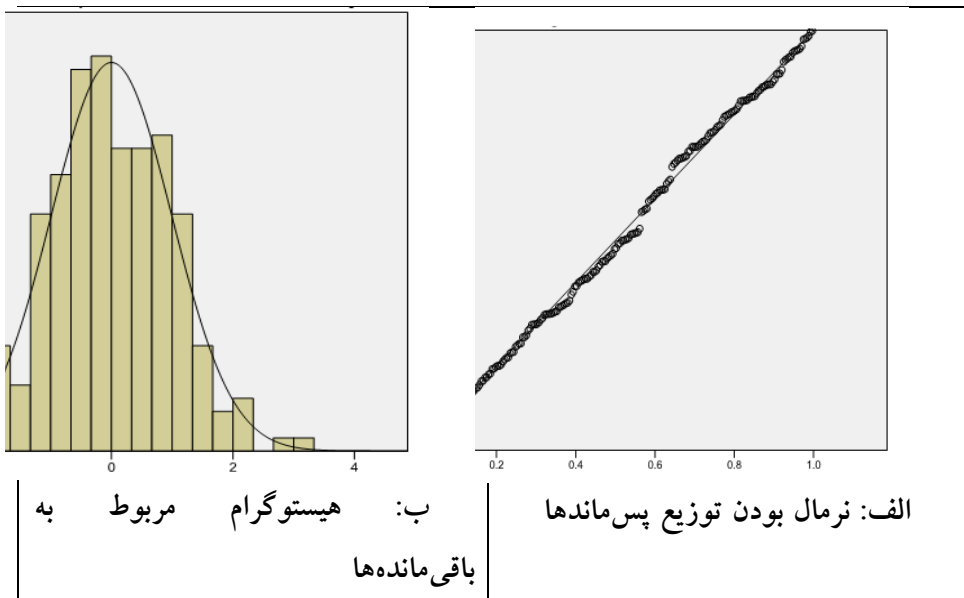 0 2 4
0.2 0.4 0.6 0.8 1.0
الف: نرمال بودن توزیع پس‌ماندها
ب: هیستوگرام مربوط به
باقی‌مانده‌ها